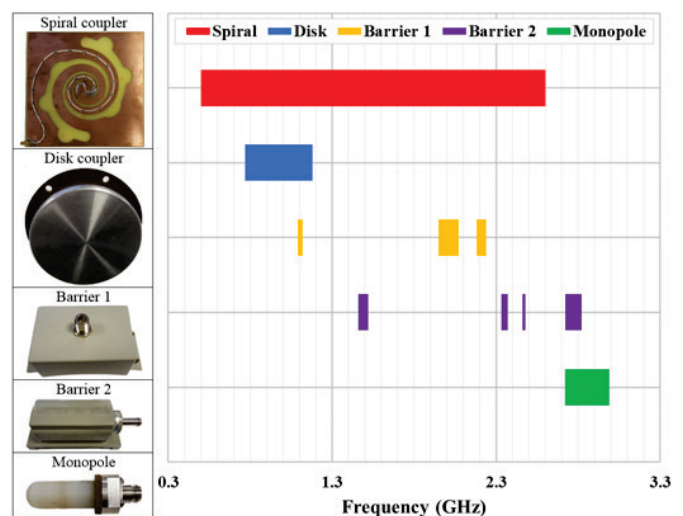 Spiral coupler
Disk coupler
Barrier 1
Barrier 2
Monopole
Spiral Disk Barrier 1 Barrier 2 Monopole
0.3 1.3 2.3 3.3
Frequency (GHz)